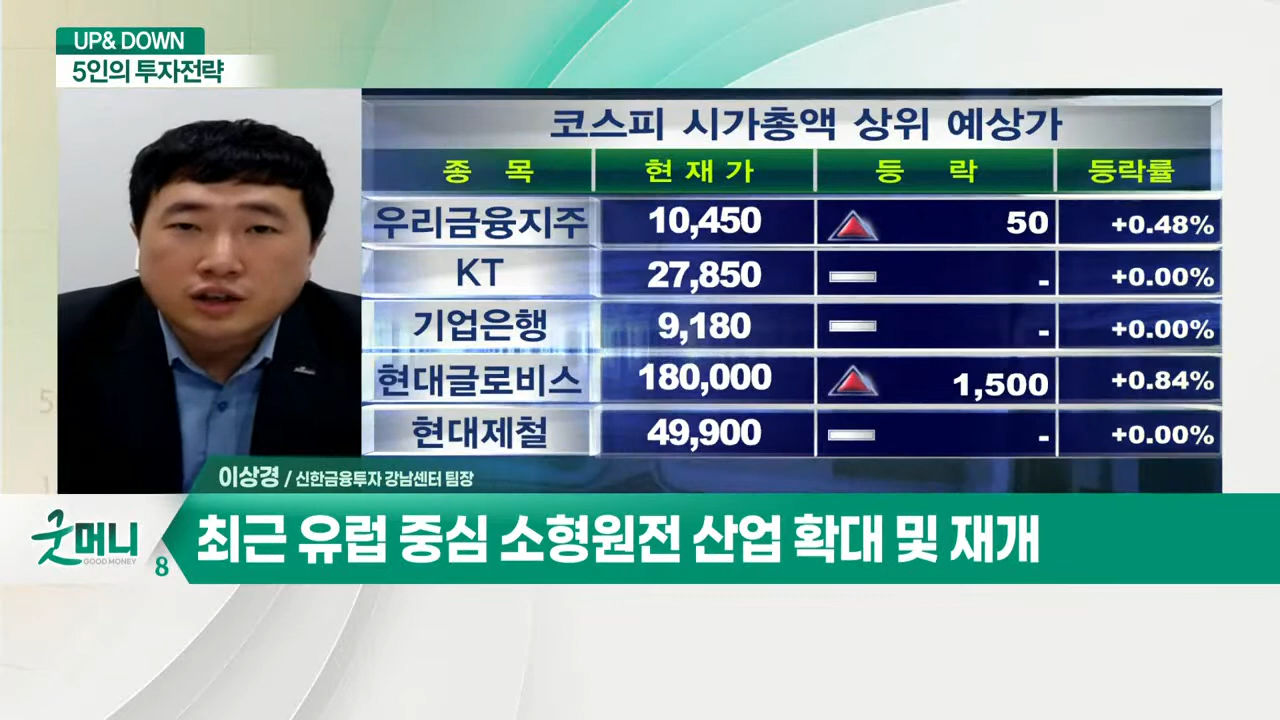 UP& DOWN
5인의 투자전략
코스피 시가총액 상위 예상가
종 목 현 재 가 등 락 등락률
우리금융지주 10,450 50 +0.48%
KT 27,850 - +0.00%
기업은행 9,180 - +0.00%
현대글로비스 180,000 1,500 +0.84%
현대제철 49,900 - +0.00%
이상경 / 신한금융투자 강남센터 팀장
굿머니
GOOD MONEY
8
최근 유럽 중심 소형원전 산업 확대 및 재개